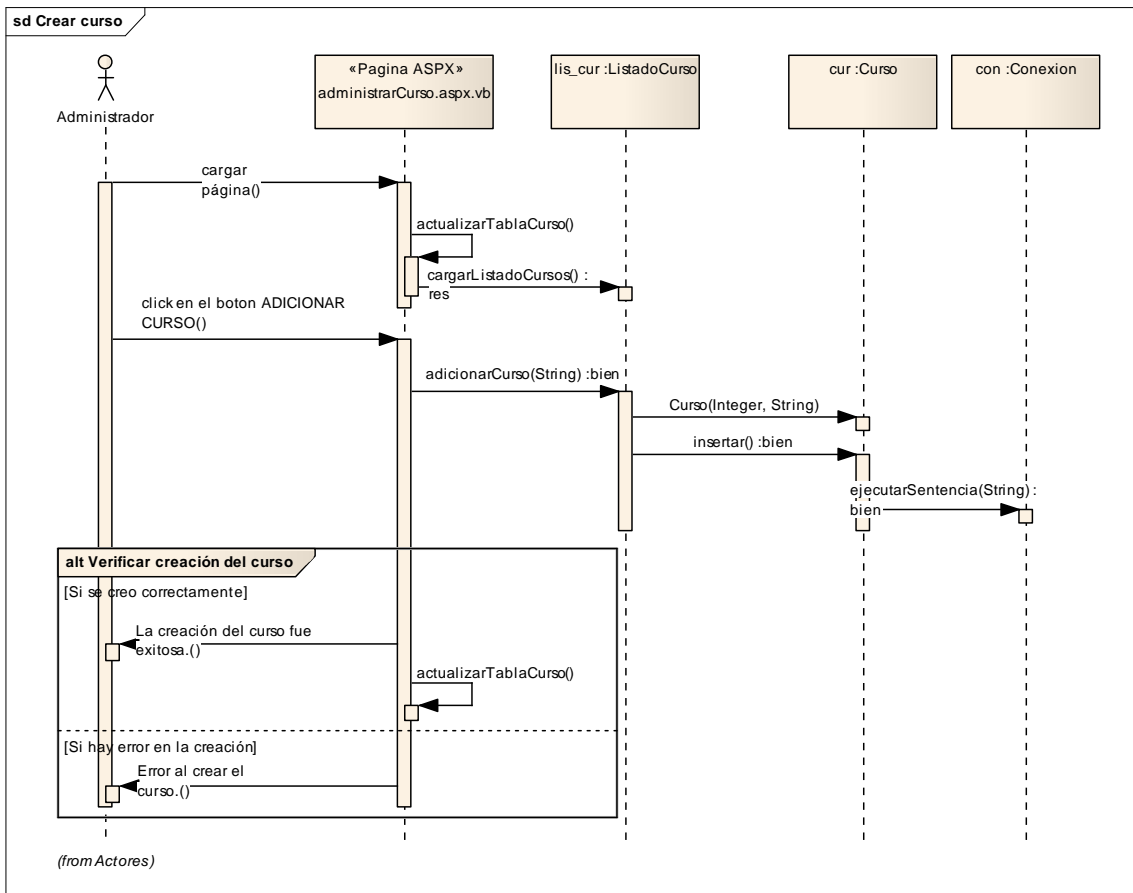 sd Crear curso
Administrador
«Pagina ASPX»
administrarCurso.aspx.vb
lis_cur :ListadoCurso
cur :Curso
con :Conexion
cargar
página()
actualizarTablaCurso()
cargarListadoCursos() :
res
click en el boton ADICIONAR
CURSO()
adicionarCurso(String) :bien
Curso(Integer, String)
insertar() :bien
ejecutarSentencia(String) :
bien
alt Verificar creación del curso
[Si se creo correctamente]
La creación del curso fue
exitosa.()
actualizarTablaCurso()
[Si hay error en la creación]
Error al crear el
curso.()
(from Actores)